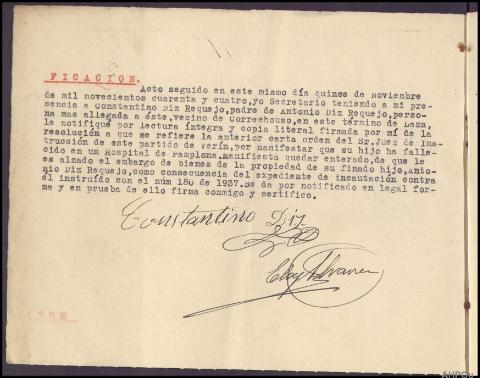 FICACION.
Acto seguido en este mismo día quince de Noviembre
de mil novecientos cuarenta y cuatro,yo Secretario teniendo a mi pre-
sencia a Constantino Diz Requejo,padre de Antonio Diz Requejo,perso-
na mas allegada a éste,vecino de Correchouso,en este término de Laza,
le notifiqué por lectura íntegra y copia literal firmada por mí de la
resolución a que se refiere la anterior carta orden del Sr.Juez de Ins-
trucción de este partido de Verín,por manifestar que su hijo ha falle-
cido en un Hospital de Pamplona.Manifiesta quedar enterado,de que le
es alzado el embargo de bienes de la propiedad de su finado hijo,Anto-
nio Diz Requejo,como consecuencia del expediente de incautación contra
él instruído con el núm 180 de 1937.Se da por notificado en legal for-
ma y en prueba de ello firma conmigo y certifico.
Constantino Diz
Eloy Alvarez